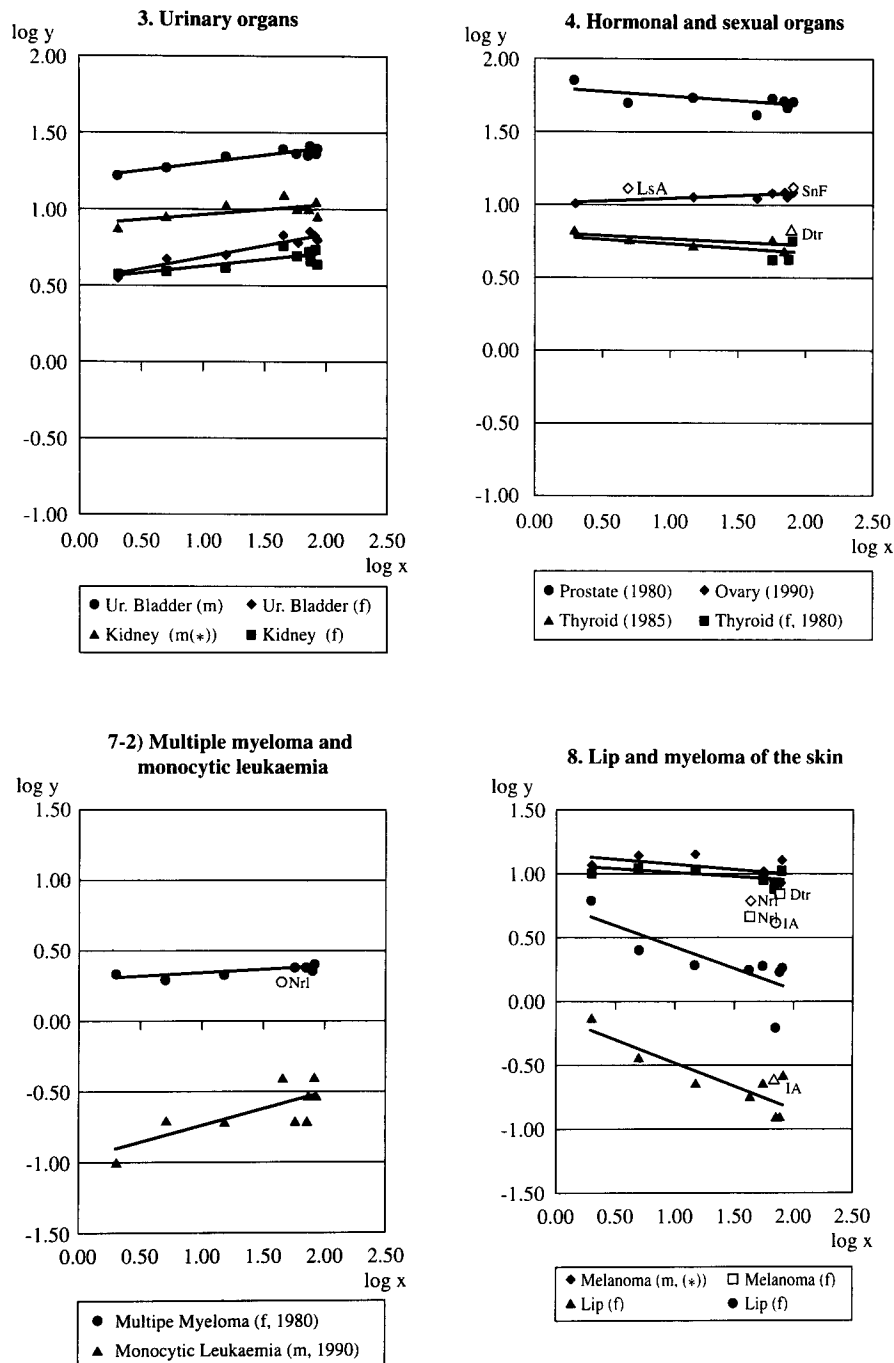 3. Urinary organs
log y
2.00
1.50
1.00
0.50
0.00
-0.50
-1.00
0.00 0.50 1.00 1.50 2.00 2.50
log x
● Ur. Bladder (m) ◆ Ur. Bladder (f)
▲ Kidney (m(*)) ■ Kidney (f)
4. Hormonal and sexual organs
log y
2.00
1.50
1.00
0.50
0.00
-0.50
-1.00
LsA
SnF
Dtr
0.00 0.50 1.00 1.50 2.00 2.50
log x
● Prostate (1980) ◆ Ovary (1990)
▲ Thyroid (1985) ■ Thyroid (f, 1980)
7-2) Multiple myeloma and
monocytic leukaemia
log y
1.50
1.00
0.50
0.00
-0.50
-1.00
-1.50
Nrl
0.00 0.50 1.00 1.50 2.00 2.50
log x
● Multipe Myeloma (f, 1980)
▲ Monocytic Leukaemia (m, 1990)
8. Lip and myeloma of the skin
log y
1.50
1.00
0.50
0.00
-0.50
-1.00
-1.50
Nrl Dtr
Nrl IA
IA
0.00 0.50 1.00 1.50 2.00 2.50
log x
◆ Melanoma (m, (*)) □ Melanoma (f)
▲ Lip (f) ● Lip (f)